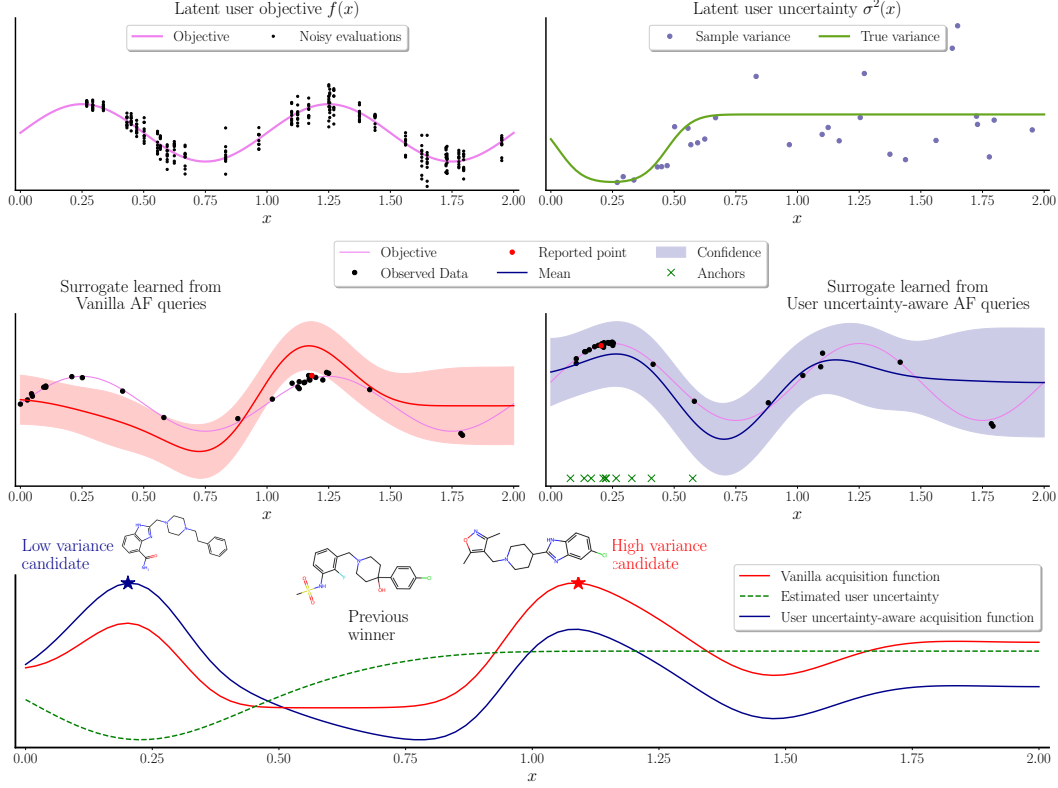 Latent user objective f(x)
Objective
Noisy evaluations
0.00 0.25 0.50 0.75 1.00 1.25 1.50 1.75 2.00
x
Latent user uncertainty σ²(x)
Sample variance
True variance
0.00 0.25 0.50 0.75 1.00 1.25 1.50 1.75 2.00
x
Objective
Reported point
Confidence
Observed Data
Mean
Anchors
Surrogate learned from
Vanilla AF queries
0.00 0.25 0.50 0.75 1.00 1.25 1.50 1.75 2.00
x
Surrogate learned from
User uncertainty-aware AF queries
0.00 0.25 0.50 0.75 1.00 1.25 1.50 1.75 2.00
x
Low variance
candidate
Previous
winner
High variance
candidate
Vanilla acquisition function
Estimated user uncertainty
User uncertainty-aware acquisition function
0.00 0.25 0.50 0.75 1.00 1.25 1.50 1.75 2.00
x